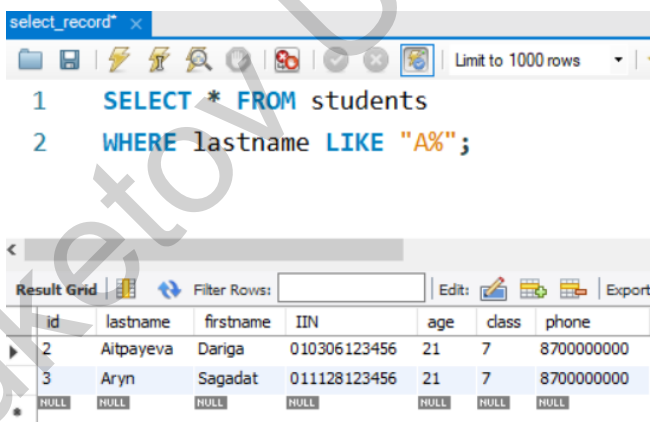 select_record*
Limit to 1000 rows
1 SELECT * FROM students
2 WHERE lastname LIKE "A%";
Result Grid Filter Rows: Edit: Export
id lastname firstname IIN age class phone
2 Aitpayeva Dariga 010306123456 21 7 8700000000
3 Aryn Sagadat 011128123456 21 7 8700000000
NULL NULL NULL NULL NULL NULL NULL
aketov U